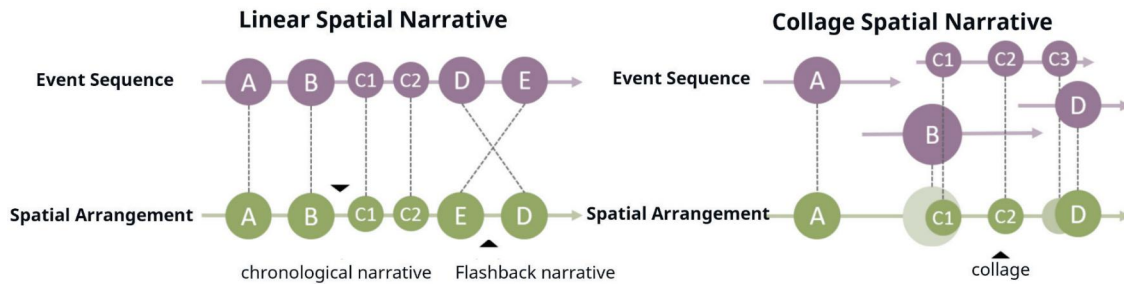 Linear Spatial Narrative
Event Sequence
A B C1 C2 D E
Spatial Arrangement
A B C1 C2 E D
chronological narrative
Flashback narrative
Collage Spatial Narrative
Event Sequence
C1 C2 C3
A
D
B
Spatial Arrangement
A C1 C2 D
collage